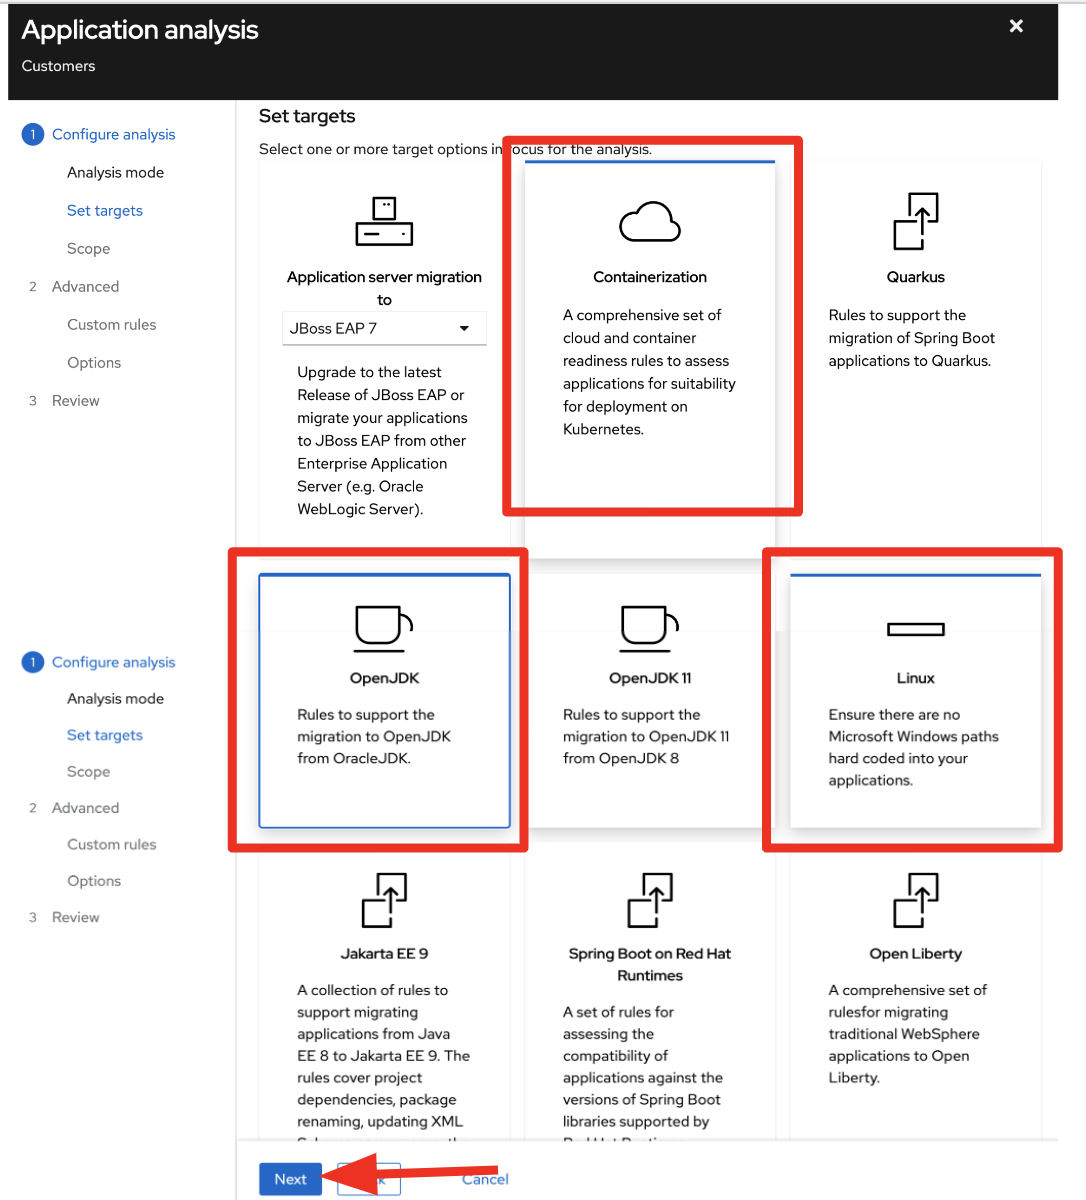 Application analysis
Customers
1 Configure analysis
Analysis mode
Set targets
Scope
2 Advanced
Custom rules
Options
3 Review
Set targets
Select one or more target options in focus for the analysis.
Application server migration
to
JBoss EAP 7
Upgrade to the latest
Release of JBoss EAP or
migrate your applications
to JBoss EAP from other
Enterprise Application
Server (e.g. Oracle
WebLogic Server).
Containerization
A comprehensive set of
cloud and container
readiness rules to assess
applications for suitability
for deployment on
Kubernetes.
Quarkus
Rules to support the
migration of Spring Boot
applications to Quarkus.
1 Configure analysis
Analysis mode
Set targets
Scope
2 Advanced
Custom rules
Options
3 Review
OpenJDK
Rules to support the
migration to OpenJDK
from OracleJDK.
OpenJDK 11
Rules to support the
migration to OpenJDK 11
from OpenJDK 8
Linux
Ensure there are no
Microsoft Windows paths
hard coded into your
applications.
Jakarta EE 9
A collection of rules to
support migrating
applications from Java
EE 8 to Jakarta EE 9. The
rules cover project
dependencies, package
renaming, updating XML
Spring Boot on Red Hat
Runtimes
A set of rules for
assessing the
compatibility of
applications against the
versions of Spring Boot
libraries supported by
Open Liberty
A comprehensive set of
rulesfor migrating
traditional WebSphere
applications to Open
Liberty.
Next
Cancel